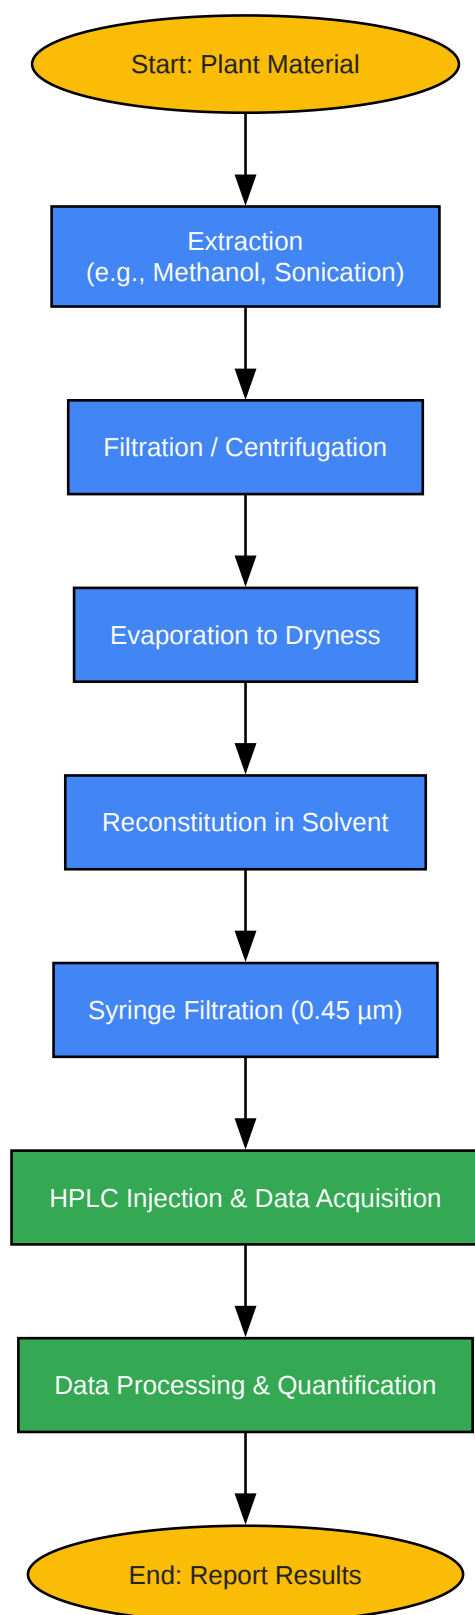 Start: Plant Material
Extraction
(e.g., Methanol, Sonication)
Filtration / Centrifugation
Evaporation to Dryness
Reconstitution in Solvent
Syringe Filtration (0.45 µm)
HPLC Injection & Data Acquisition
Data Processing & Quantification
End: Report Results